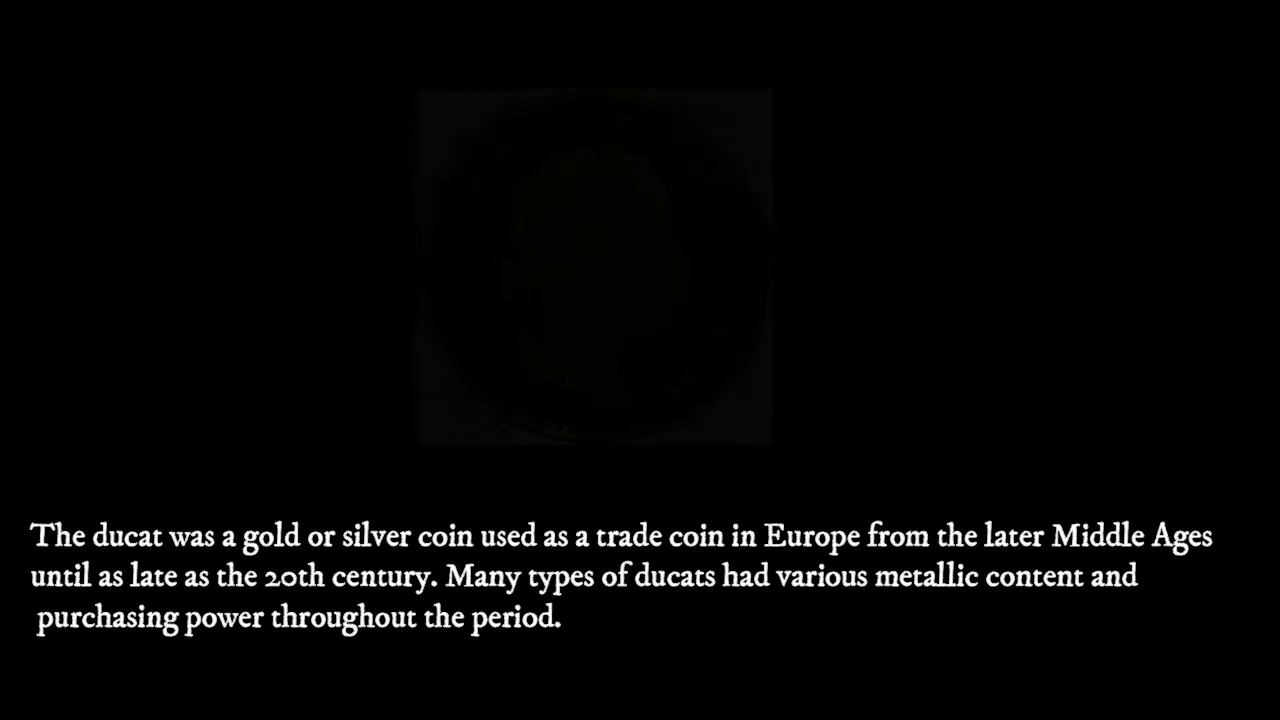 The ducat was a gold or silver coin used as a trade coin in Europe from the later Middle Ages
until as late as the 20th century. Many types of ducats had various metallic content and
purchasing power throughout the period.